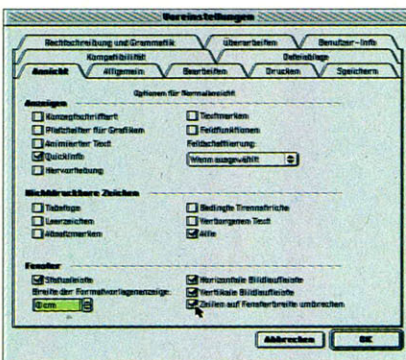 Voreinstellungen
Rechtschreibung und Grammatik Überarbeiten Benutzer-Info
Kompatibilität Dateiablage
Ansicht Allgemein Bearbeiten Drucken Speichern
Optionen für Normalansicht
Anzeigen
Konzeptschriftart Textmarken
Platzhalter für Grafiken Feldfunktionen
Animierter Text Feldschattierung:
QuickInfo Wenn ausgewählt
Hervorhebung
Nichtdruckbare Zeichen
Tabstops Bedingte Trennstriche
Leerzeichen Verborgenen Text
Absatzmarken Alle
Fenster
Statusleiste Horizontale Bildlaufleiste
Breite der Formatvorlagenanzeige: Vertikale Bildlaufleiste
0 cm Zeilen auf Fensterbreite umbrechen
Abbrechen OK